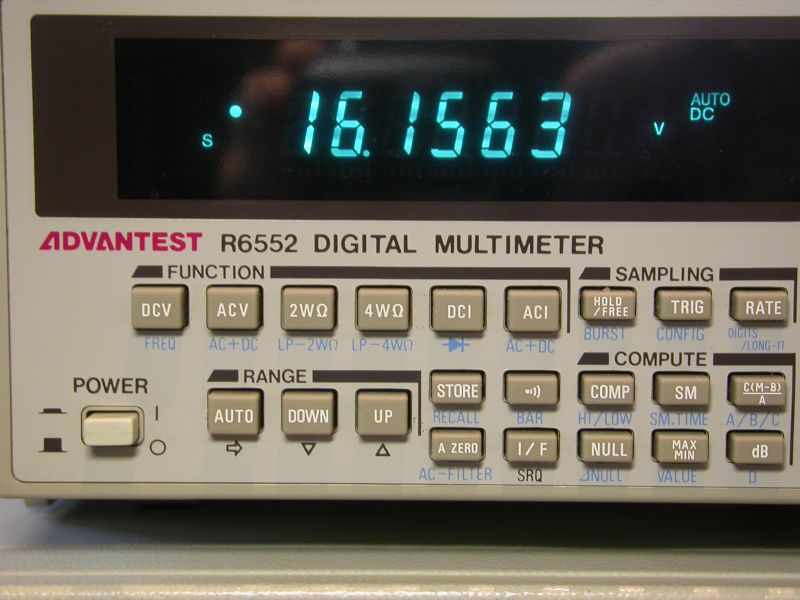 AUTO
S 16.1563 V DC
ADVANTEST R6552 DIGITAL MULTIMETER
FUNCTION SAMPLING
DCV ACV 2WΩ 4WΩ DCI ACI HOLD/FREE TRIG RATE
FREQ AC+DC LP-2WΩ LP-4WΩ AC+DC BURST CONFIG DIGITS/LONG-IT
POWER RANGE COMPUTE
STORE COMP SM C(M-B)/A
AUTO DOWN UP RECALL BAR HI/LOW SM.TIME A/B/C
A ZERO I/F NULL MAX MIN dB
AC-FILTER SRQ ⊿NULL VALUE D